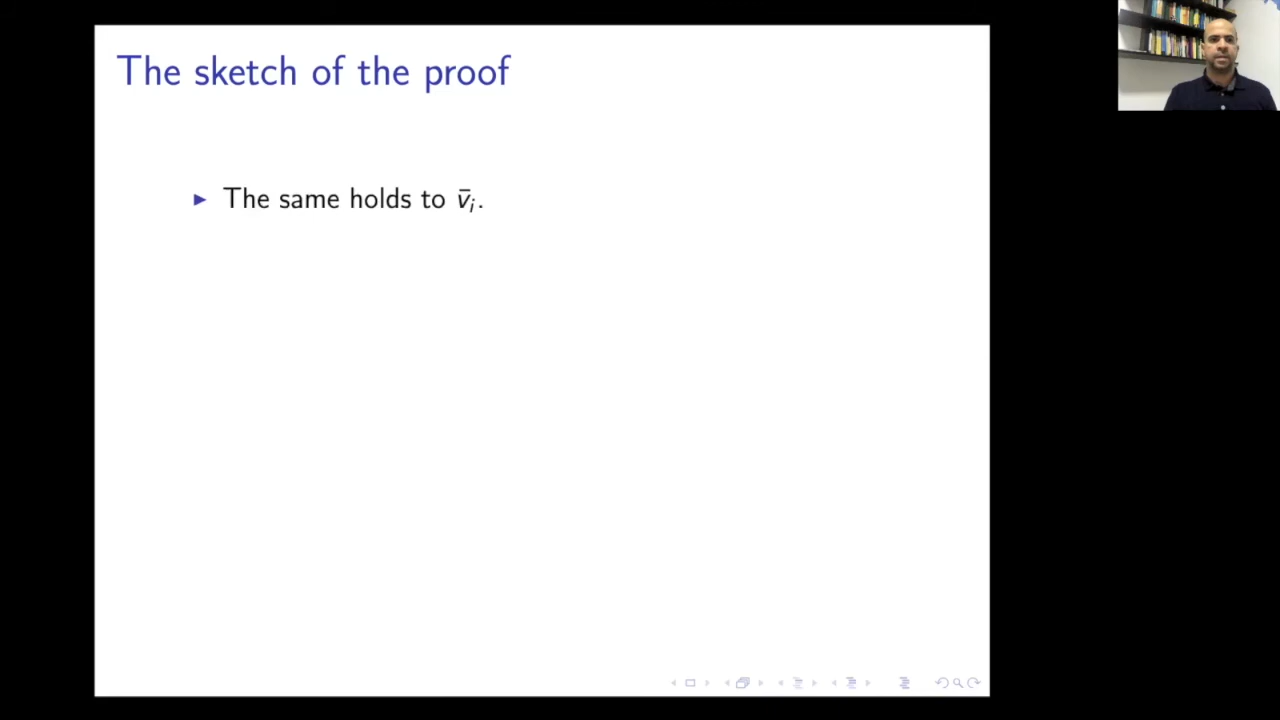 The sketch of the proof
▶ The same holds to v̄ᵢ.